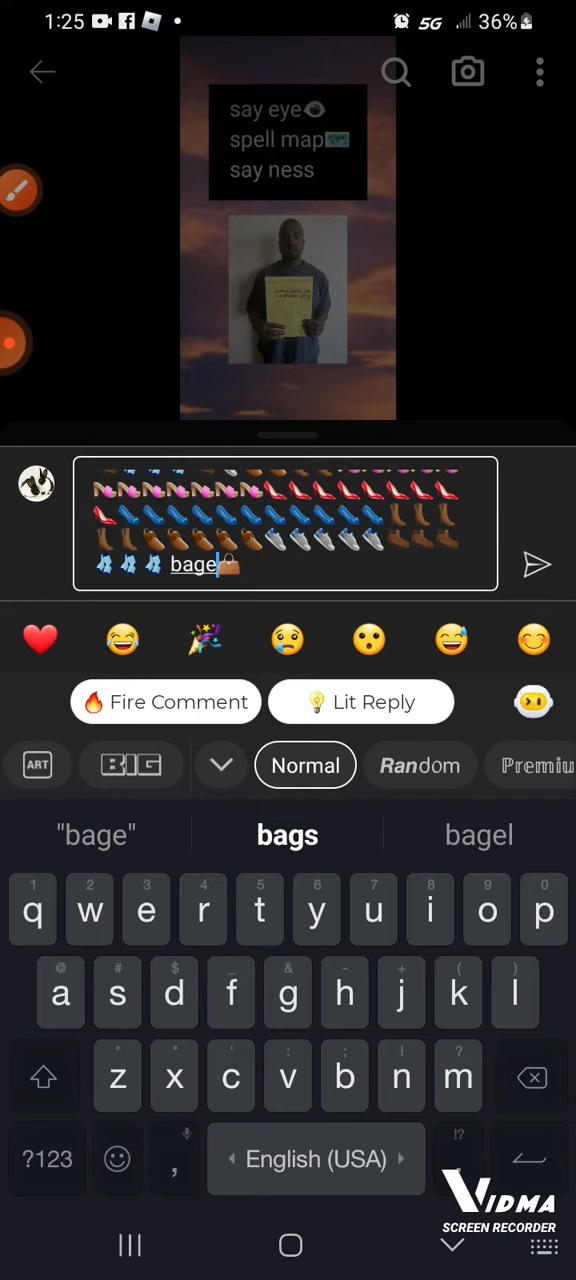 1:25
5G
36%
say eye👁
spell map🗺
say ness
bage👜
🔥 Fire Comment
💡 Lit Reply
ART
BIG
Normal
Random
Premiu
"bage"
bags
bagel
1 2 3 4 5 6 7 8 9 0
q w e r t y u i o p
@ # $ _ & - + ( )
a s d f g h j k l
* " ' : ; ! ?
z x c v b n m
!?
?123
,
English (USA)
VIDMA
SCREEN RECORDER